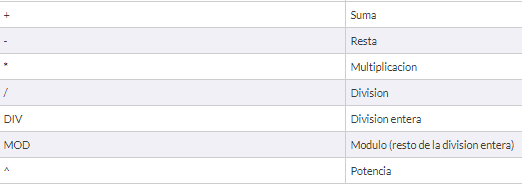 + Suma
- Resta
* Multiplicacion
/ Division
DIV Division entera
MOD Modulo (resto de la division entera)
^ Potencia